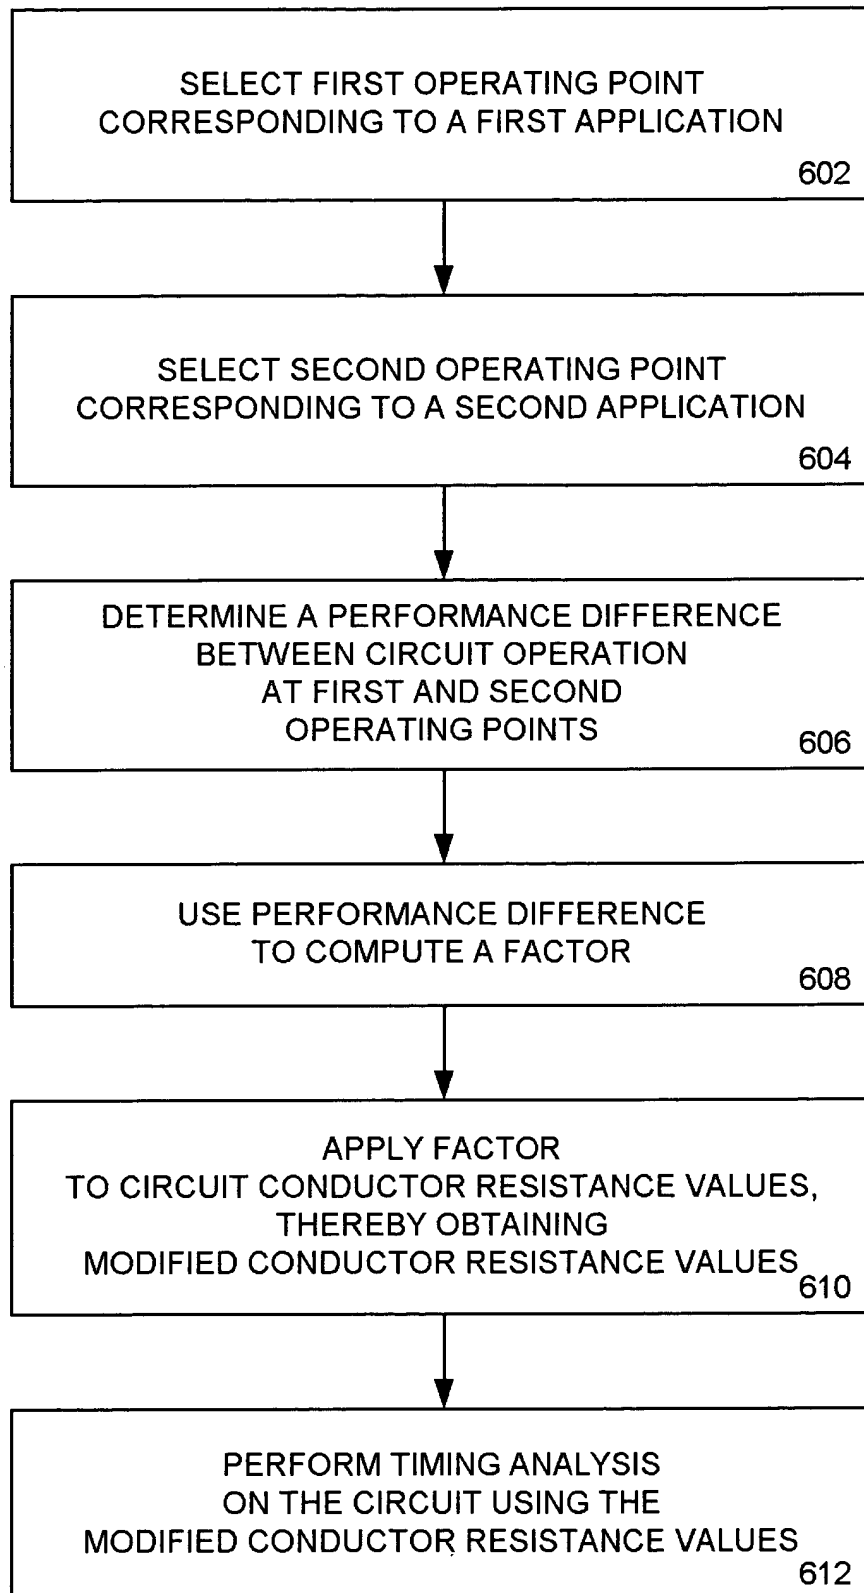 SELECT FIRST OPERATING POINT
CORRESPONDING TO A FIRST APPLICATION
602
SELECT SECOND OPERATING POINT
CORRESPONDING TO A SECOND APPLICATION
604
DETERMINE A PERFORMANCE DIFFERENCE
BETWEEN CIRCUIT OPERATION
AT FIRST AND SECOND
OPERATING POINTS
606
USE PERFORMANCE DIFFERENCE
TO COMPUTE A FACTOR
608
APPLY FACTOR
TO CIRCUIT CONDUCTOR RESISTANCE VALUES,
THEREBY OBTAINING
MODIFIED CONDUCTOR RESISTANCE VALUES
610
PERFORM TIMING ANALYSIS
ON THE CIRCUIT USING THE
MODIFIED CONDUCTOR RESISTANCE VALUES
612